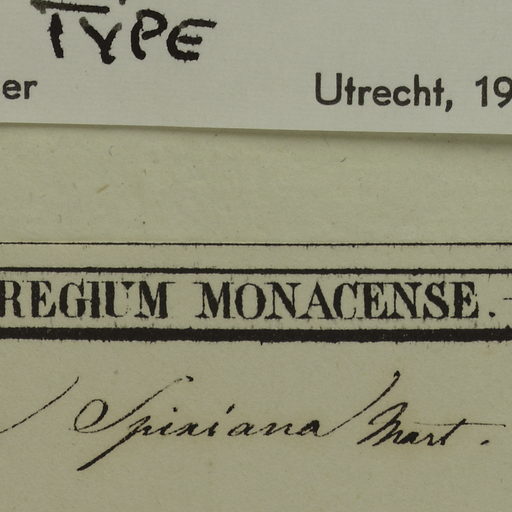 TYPE
er Utrecht, 19
REGIUM MONACENSE.
Spixiana Mart.